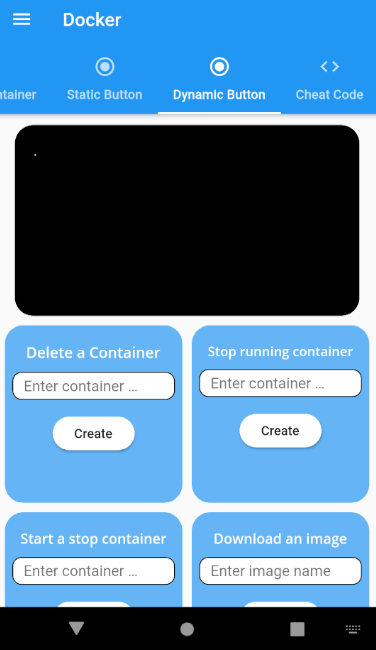 Docker
ntainer
Static Button
Dynamic Button
Cheat Code
.
Delete a Container
Enter container ...
Create
Stop running container
Enter container ...
Create
Start a stop container
Enter container ...
Download an image
Enter image name